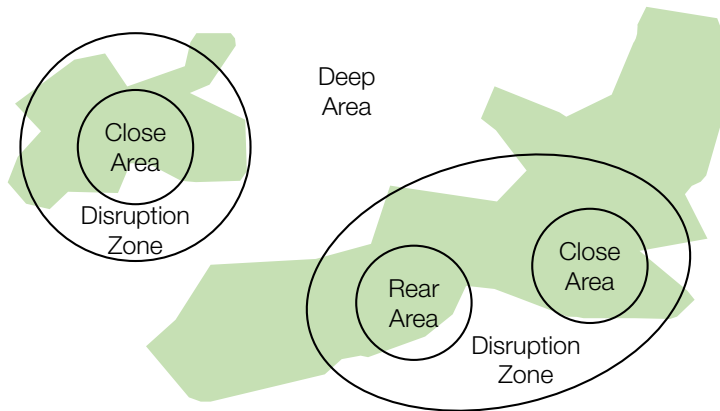 Deep
Area
Close
Area
Disruption
Zone
Close
Area
Rear
Area
Disruption
Zone